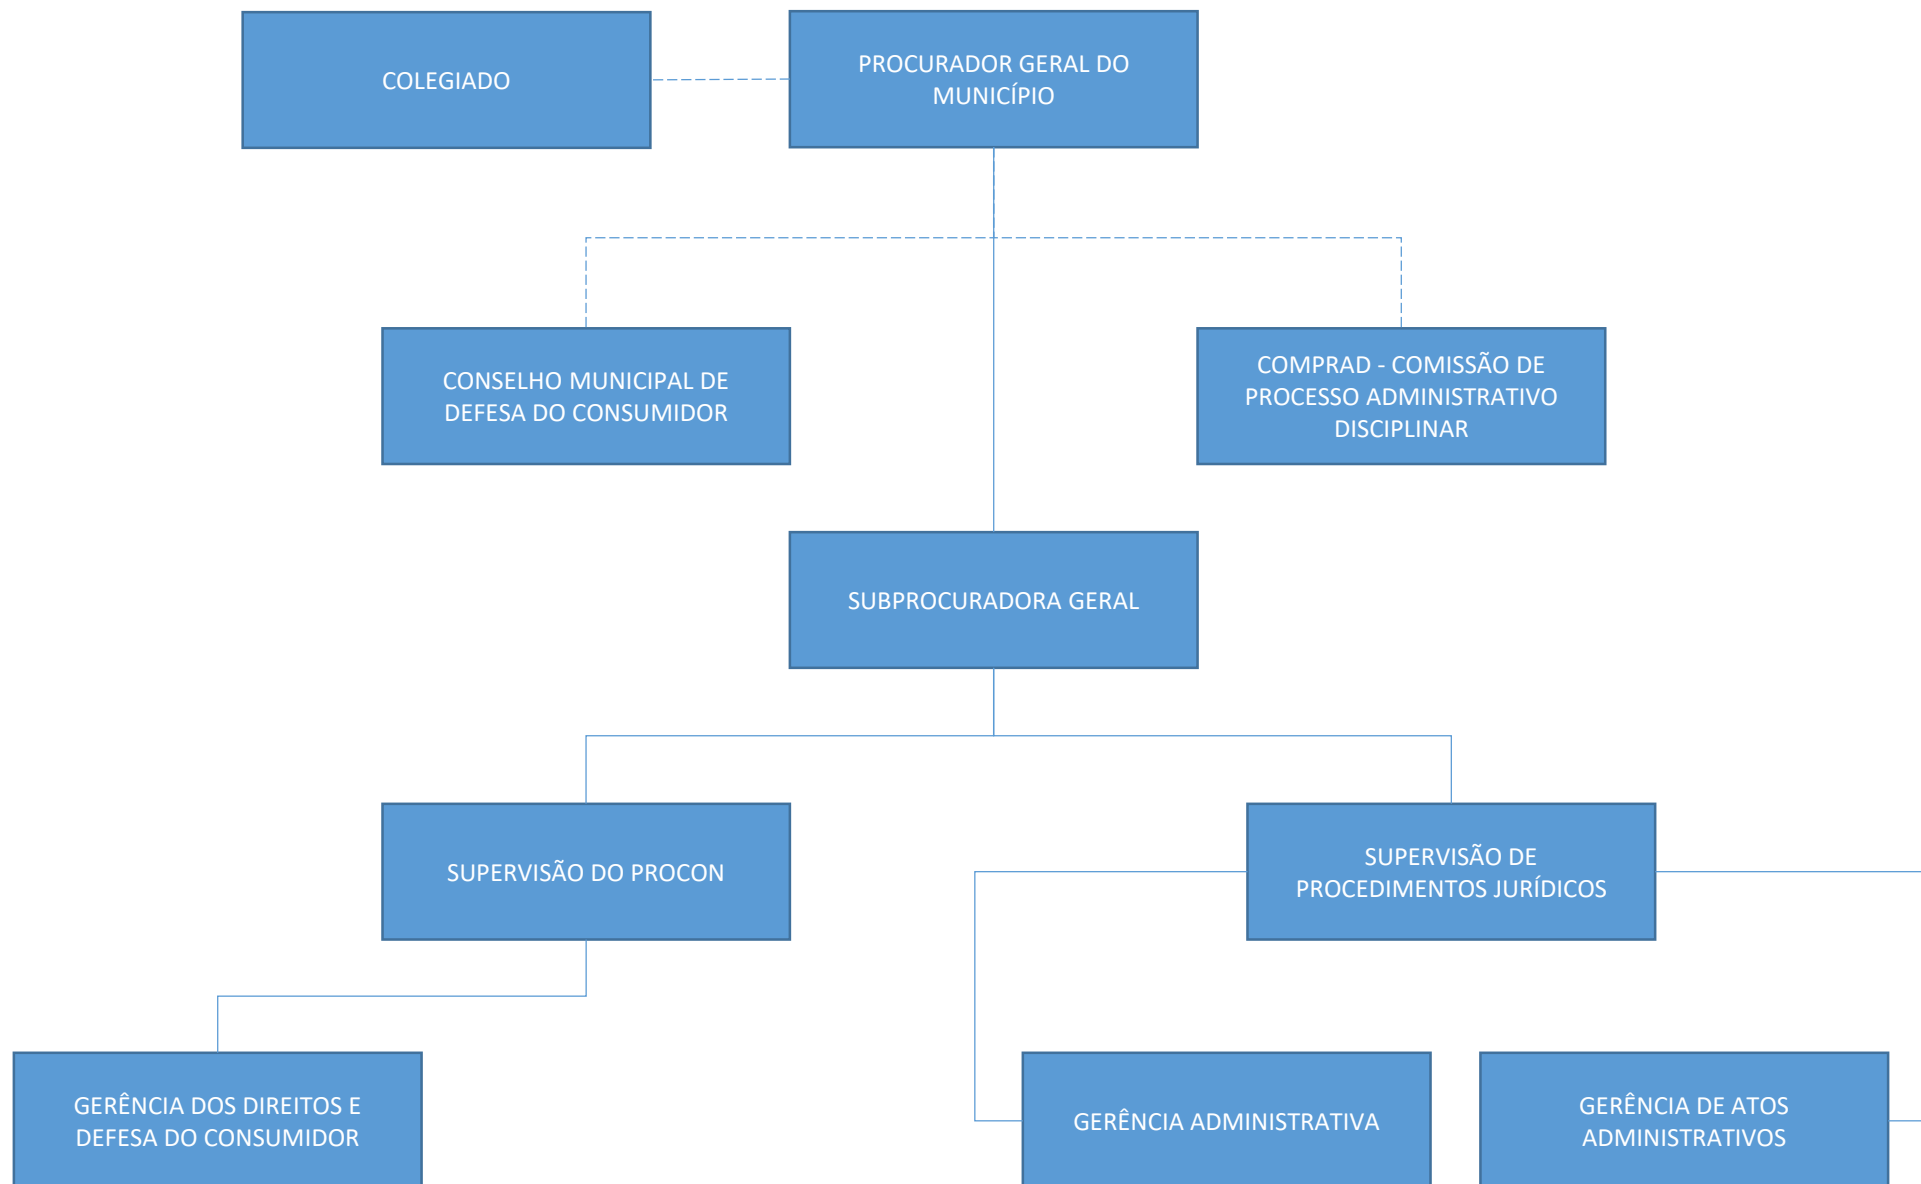 COLEGIADO
PROCURADOR GERAL DO
MUNICÍPIO
CONSELHO MUNICIPAL DE
DEFESA DO CONSUMIDOR
COMPRAD - COMISSÃO DE
PROCESSO ADMINISTRATIVO
DISCIPLINAR
SUBPROCURADORA GERAL
SUPERVISÃO DO PROCON
SUPERVISÃO DE
PROCEDIMENTOS JURÍDICOS
GERÊNCIA DOS DIREITOS E
DEFESA DO CONSUMIDOR
GERÊNCIA ADMINISTRATIVA
GERÊNCIA DE ATOS
ADMINISTRATIVOS